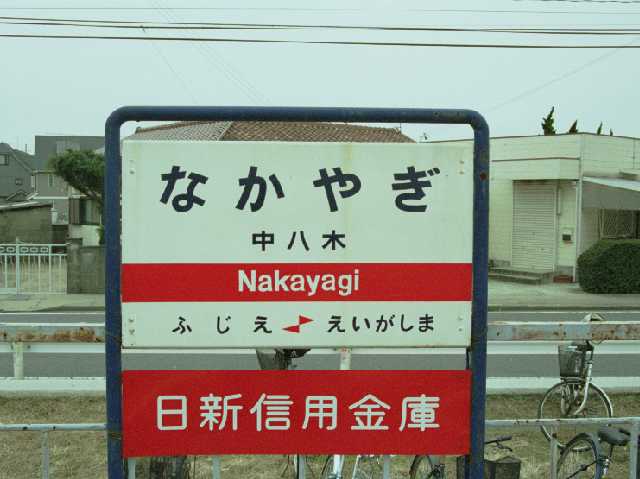 なかやぎ
中八木
Nakayagi
ふじえ えいがしま
日新信用金庫